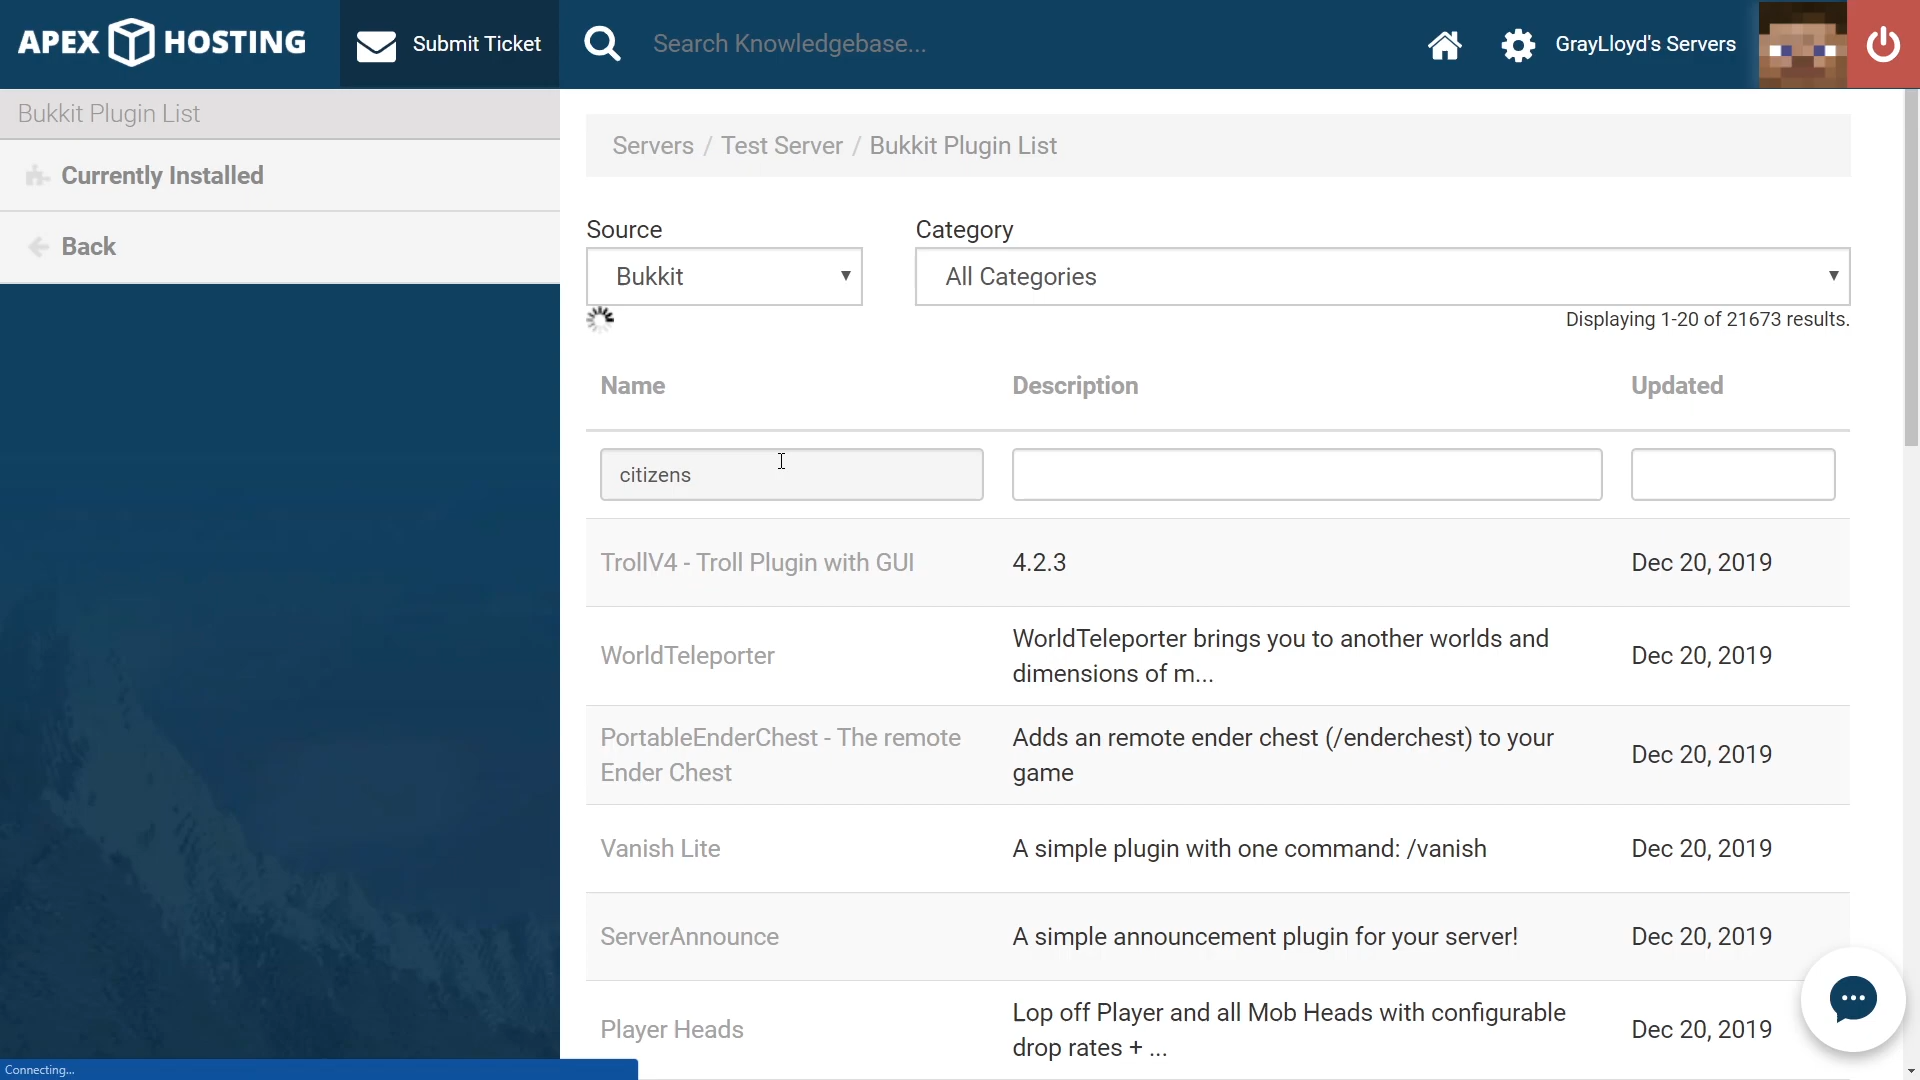 APEX HOSTING
Submit Ticket
Search Knowledgebase...
GrayLloyd's Servers
Bukkit Plugin List
Currently Installed
Back
Servers / Test Server / Bukkit Plugin List
Source
Category
Bukkit
All Categories
Displaying 1-20 of 21673 results.
Name
Description
Updated
citizens
TrollV4 - Troll Plugin with GUI
4.2.3
Dec 20, 2019
WorldTeleporter
WorldTeleporter brings you to another worlds and
dimensions of m...
Dec 20, 2019
PortableEnderChest - The remote
Ender Chest
Adds an remote ender chest (/enderchest) to your
game
Dec 20, 2019
Vanish Lite
A simple plugin with one command: /vanish
Dec 20, 2019
ServerAnnounce
A simple announcement plugin for your server!
Dec 20, 2019
Player Heads
Lop off Player and all Mob Heads with configurable
drop rates + ...
Dec 20, 2019
Connecting...